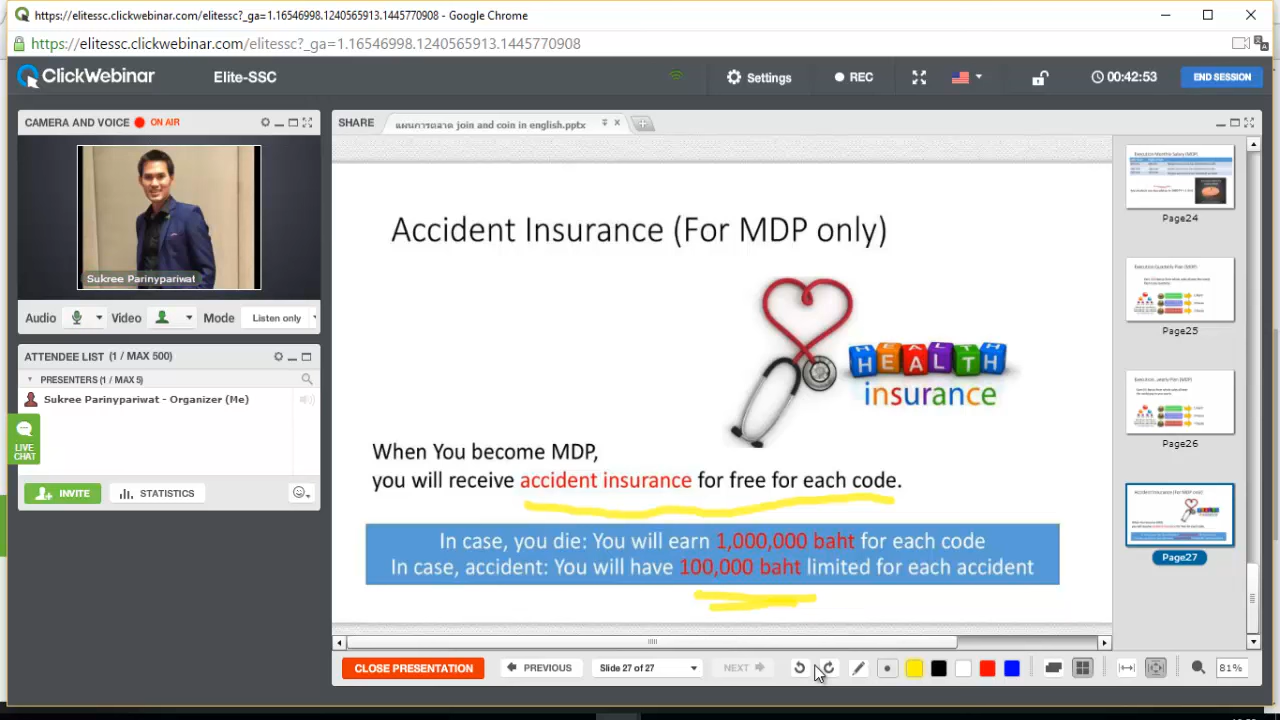 https://elitessc.clickwebinar.com/elitessc?_ga=1.16546998.1240565913.1445770908 - Google Chrome
https://elitessc.clickwebinar.com/elitessc?_ga=1.16546998.1240565913.1445770908
ClickWebinar
Elite-SSC
Settings
REC
00:42:53
END SESSION
CAMERA AND VOICE
ON AIR
Sukree Parinypariwat
Audio
Video
Mode
Listen only
ATTENDEE LIST (1 / MAX 500)
PRESENTERS (1 / MAX 5)
Sukree Parinypariwat - Organizer (Me)
LIVE
CHAT
INVITE
STATISTICS
SHARE
แผนการตลาด join and coin in english.pptx
Accident Insurance (For MDP only)
HEALTH
insurance
When You become MDP,
you will receive accident insurance for free for each code.
In case, you die: You will earn 1,000,000 baht for each code
In case, accident: You will have 100,000 baht limited for each accident
Page24
Page25
Page26
Accident Insurance (For MDP only)
Page27
CLOSE PRESENTATION
PREVIOUS
Slide 27 of 27
NEXT
81%